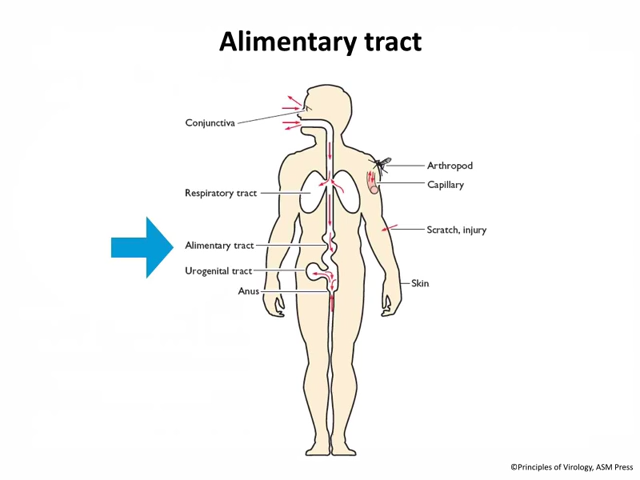 Alimentary tract
Conjunctiva
Arthropod
Capillary
Respiratory tract
Scratch, injury
Alimentary tract
Urogenital tract
Skin
Anus
©Principles of Virology, ASM Press